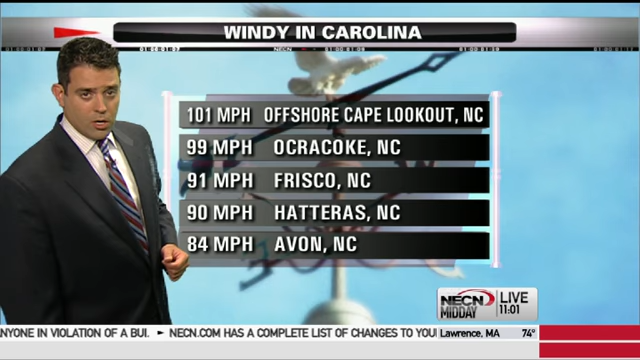 WINDY IN CAROLINA
NECN
101 MPH OFFSHORE CAPE LOOKOUT, NC
99 MPH OCRACOKE, NC
91 MPH FRISCO, NC
90 MPH HATTERAS, NC
84 MPH AVON, NC
NECN LIVE
MIDDAY 11:01
NYONE IN VIOLATION OF A BUI. ▸ NECN.COM HAS A COMPLETE LIST OF CHANGES TO YOU Lawrence, MA 74°